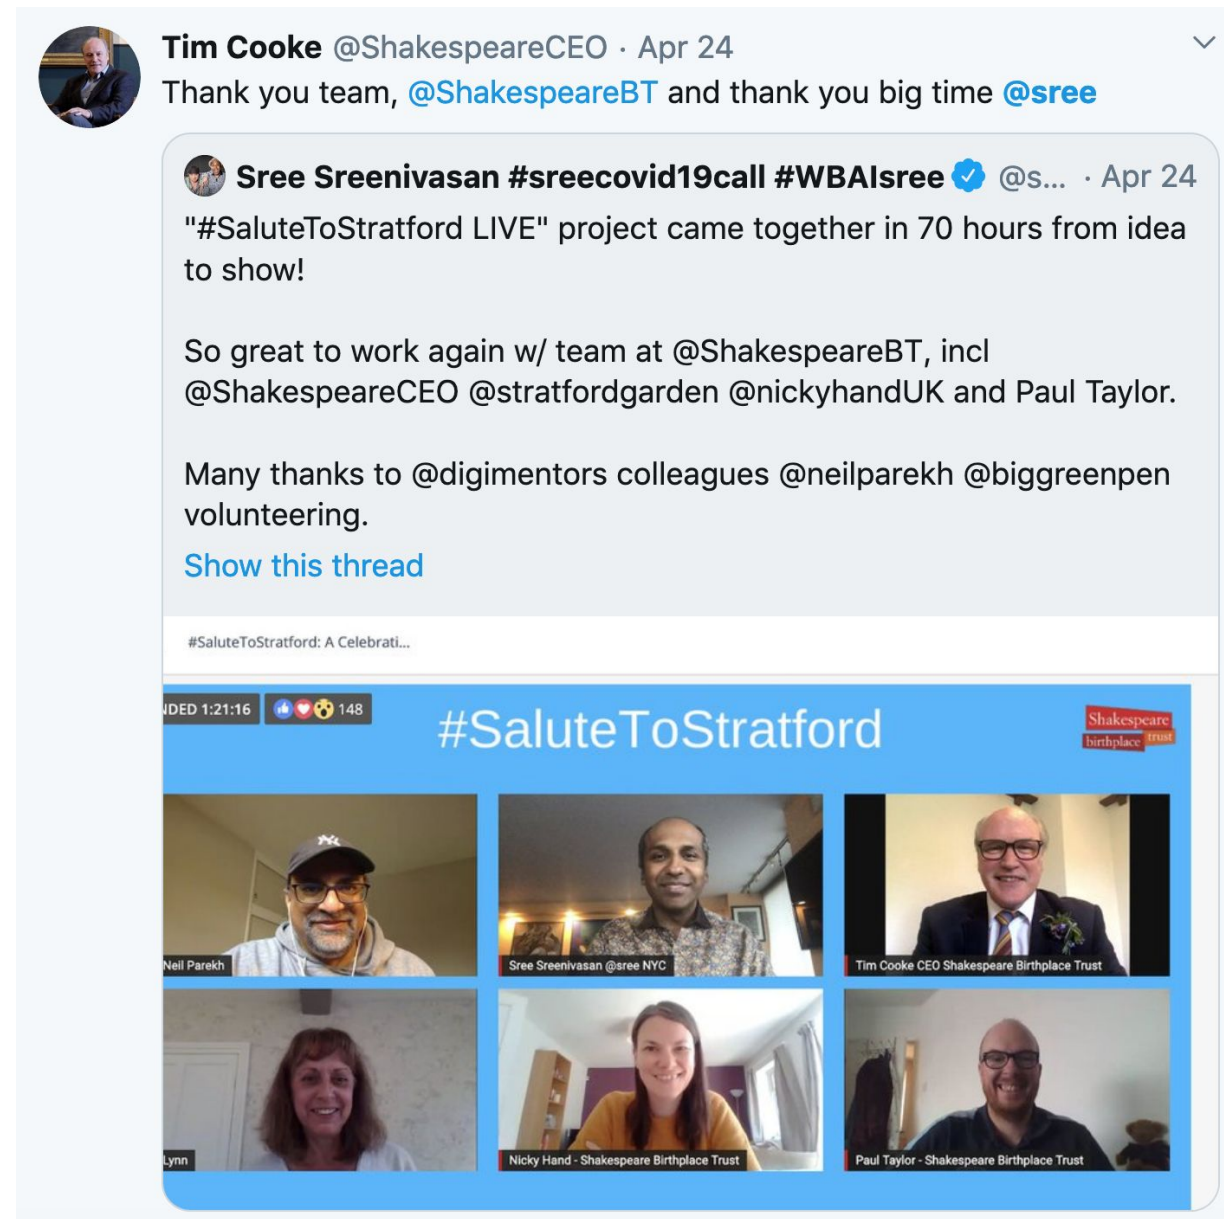 Tim Cooke @ShakespeareCEO · Apr 24
Thank you team, @ShakespeareBT and thank you big time @sree
Sree Sreenivasan #sreecovid19call #WBAIsree @s... · Apr 24
"#SaluteToStratford LIVE" project came together in 70 hours from idea
to show!
So great to work again w/ team at @ShakespeareBT, incl
@ShakespeareCEO @stratfordgarden @nickyhandUK and Paul Taylor.
Many thanks to @digimentors colleagues @neilparekh @biggreenpen
volunteering.
Show this thread
#SaluteToStratford: A Celebrati...
DED 1:21:16 148
#SaluteToStratford
Shakespeare
birthplace trust
Neil Parekh
Sree Sreenivasan @sree NYC
Tim Cooke CEO Shakespeare Birthplace Trust
Lynn
Nicky Hand - Shakespeare Birthplace Trust
Paul Taylor - Shakespeare Birthplace Trust